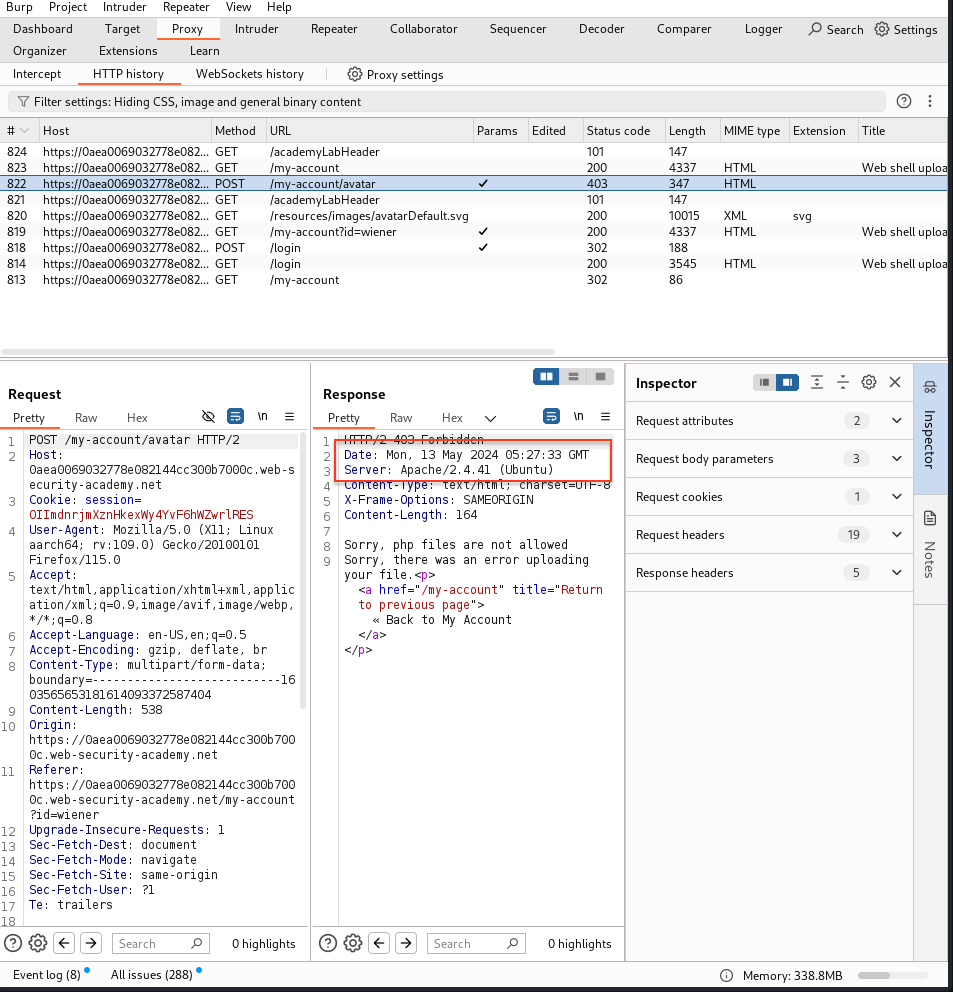 Burp Project Intruder Repeater View Help
Dashboard Target Proxy Intruder Repeater Collaborator Sequencer Decoder Comparer Logger Search Settings
Organizer Extensions Learn
Intercept HTTP history WebSockets history Proxy settings
Filter settings: Hiding CSS, image and general binary content
# Host Method URL Params Edited Status code Length MIME type Extension Title
824 https://0aea0069032778e082... GET /academyLabHeader 101 147
823 https://0aea0069032778e082... GET /my-account 200 4337 HTML Web shell uploa
822 https://0aea0069032778e082... POST /my-account/avatar ✓ 403 347 HTML
821 https://0aea0069032778e082... GET /academyLabHeader 101 147
820 https://0aea0069032778e082... GET /resources/images/avatarDefault.svg 200 10015 XML svg
819 https://0aea0069032778e082... GET /my-account?id=wiener ✓ 200 4337 HTML Web shell uploa
818 https://0aea0069032778e082... POST /login ✓ 302 188
814 https://0aea0069032778e082... GET /login 200 3545 HTML Web shell uploa
813 https://0aea0069032778e082... GET /my-account 302 86
Request
Pretty Raw Hex \n
1 POST /my-account/avatar HTTP/2
2 Host:
0aea0069032778e082144cc300b7000c.web-s
ecurity-academy.net
3 Cookie: session=
OIImdnrjmXznHkexWy4YvF6hWZwrlRES
4 User-Agent: Mozilla/5.0 (X11; Linux
aarch64; rv:109.0) Gecko/20100101
Firefox/115.0
5 Accept:
text/html,application/xhtml+xml,applic
ation/xml;q=0.9,image/avif,image/webp,
*/*;q=0.8
6 Accept-Language: en-US,en;q=0.5
7 Accept-Encoding: gzip, deflate, br
8 Content-Type: multipart/form-data;
boundary=---------------------------16
0356565318161409337258​7404
9 Content-Length: 538
10 Origin:
https://0aea0069032778e082144cc300b700
0c.web-security-academy.net
11 Referer:
https://0aea0069032778e082144cc300b700
0c.web-security-academy.net/my-account
?id=wiener
12 Upgrade-Insecure-Requests: 1
13 Sec-Fetch-Dest: document
14 Sec-Fetch-Mode: navigate
15 Sec-Fetch-Site: same-origin
16 Sec-Fetch-User: ?1
17 Te: trailers
18
Search 0 highlights
Response
Pretty Raw Hex \n
1 HTTP/2 403 Forbidden
2 Date: Mon, 13 May 2024 05:27:33 GMT
3 Server: Apache/2.4.41 (Ubuntu)
4 Content-Type: text/html; charset=UTF-8
5 X-Frame-Options: SAMEORIGIN
6 Content-Length: 164
7
8 Sorry, php files are not allowed
9 Sorry, there was an error uploading
your file.<p>
<a href="/my-account" title="Return
to previous page">
« Back to My Account
</a>
</p>
Search 0 highlights
Inspector
Request attributes 2
Request body parameters 3
Request cookies 1
Request headers 19
Response headers 5
Inspector
Notes
Event log (8) All issues (288) Memory: 338.8MB